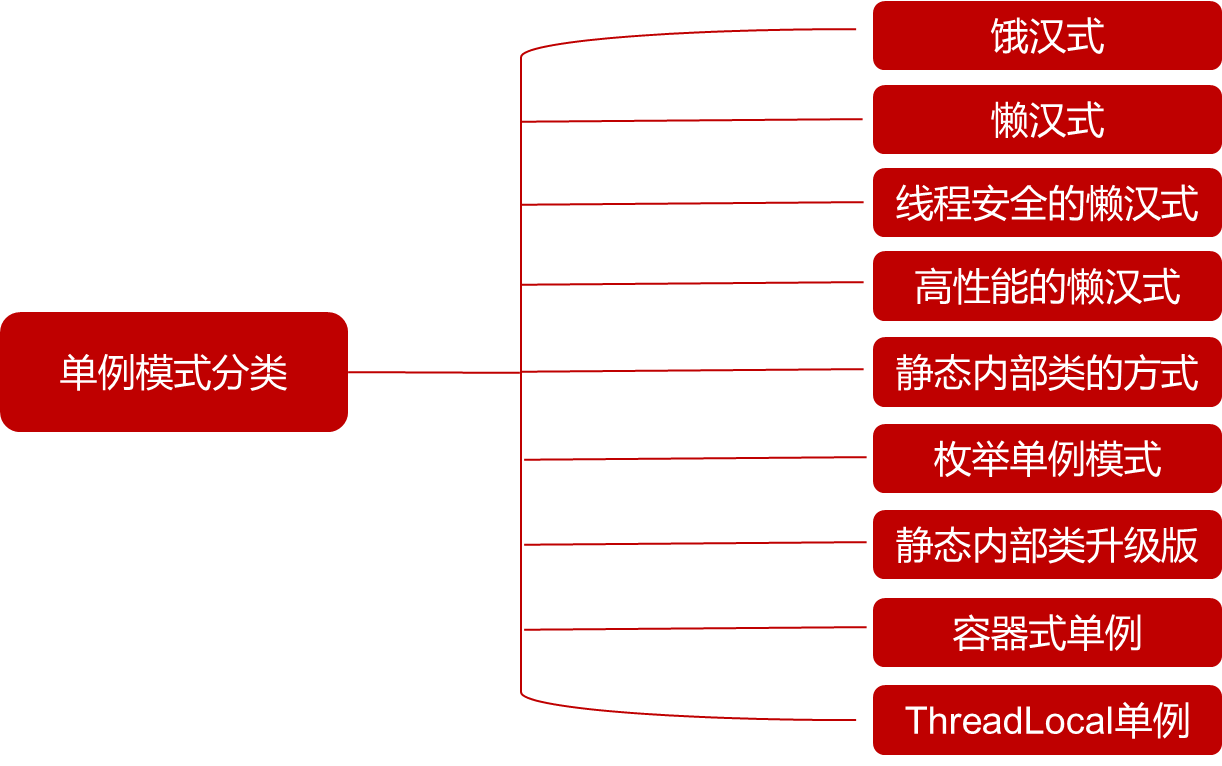 饿汉式
懒汉式
线程安全的懒汉式
高性能的懒汉式
单例模式分类
静态内部类的方式
枚举单例模式
静态内部类升级版
容器式单例
ThreadLocal单例